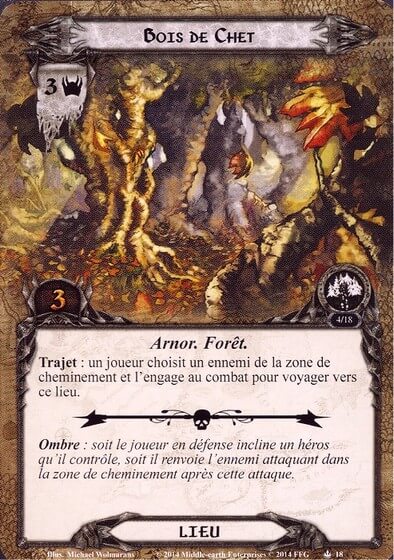 Bois de Chet
3
3
4/18
Arnor. Forêt.
Trajet : un joueur choisit un ennemi de la zone de
cheminement et l'engage au combat pour voyager vers
ce lieu.
Ombre : soit le joueur en défense incline un héros
qu'il contrôle, soit il renvoie l'ennemi attaquant dans
la zone de cheminement après cette attaque.
LIEU
Illus. Michael Wolmarans © 2014 Middle-earth Enterprises © 2014 FFG 18